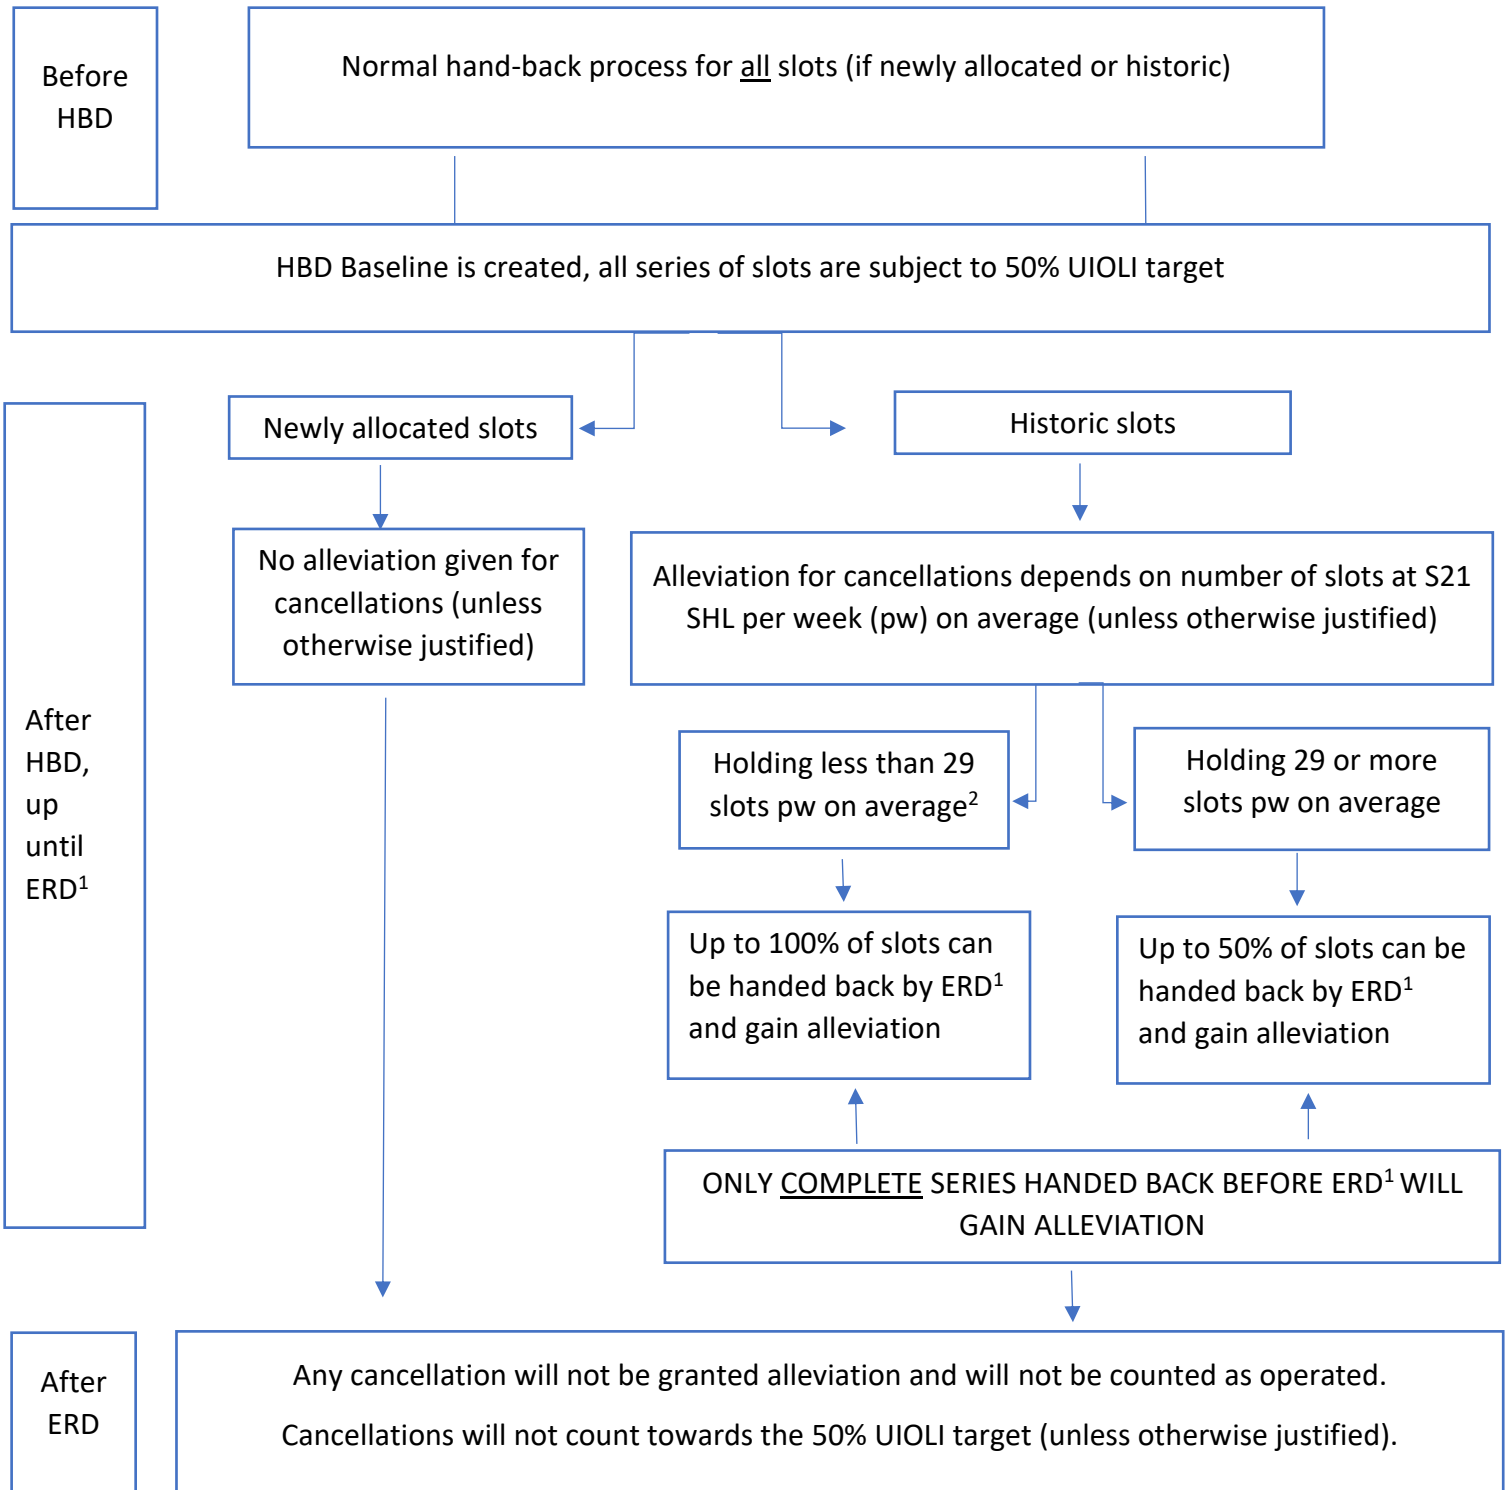 Before
HBD
Normal hand-back process for all slots (if newly allocated or historic)
HBD Baseline is created, all series of slots are subject to 50% UIOLI target
Newly allocated slots
Historic slots
After
HBD,
up
until
ERD¹
No alleviation given for
cancellations (unless
otherwise justified)
Alleviation for cancellations depends on number of slots at S21
SHL per week (pw) on average (unless otherwise justified)
Holding less than 29
slots pw on average²
Holding 29 or more
slots pw on average
Up to 100% of slots can
be handed back by ERD¹
and gain alleviation
Up to 50% of slots can be
handed back by ERD¹
and gain alleviation
ONLY COMPLETE SERIES HANDED BACK BEFORE ERD¹ WILL
GAIN ALLEVIATION
After
ERD
Any cancellation will not be granted alleviation and will not be counted as operated.
Cancellations will not count towards the 50% UIOLI target (unless otherwise justified).